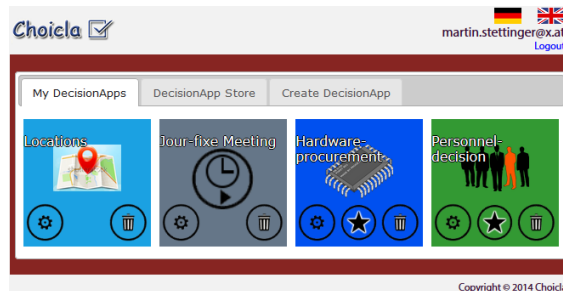 Choicla
martin.stettinger@x.at
Logout
My DecisionApps
DecisionApp Store
Create DecisionApp
Locations
Jour-fixe Meeting
Hardware-
procurement
Personnel-
decision
Copyright © 2014 Choicla